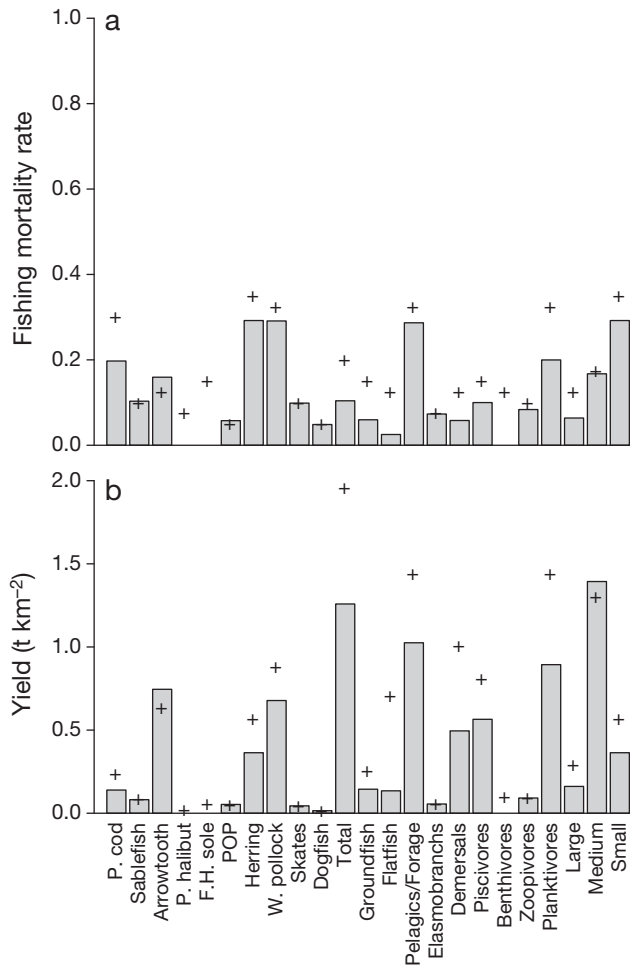 a
Fishing mortality rate
1.0
0.8
0.6
0.4
0.2
0.0
b
Yield (t km⁻²)
2.0
1.5
1.0
0.5
0.0
P. cod
Sablefish
Arrowtooth
P. halibut
F.H. sole
POP
Herring
W. pollock
Skates
Dogfish
Total
Groundfish
Flatfish
Pelagics/Forage
Elasmobranchs
Demersals
Piscivores
Benthivores
Zoopivores
Planktivores
Large
Medium
Small